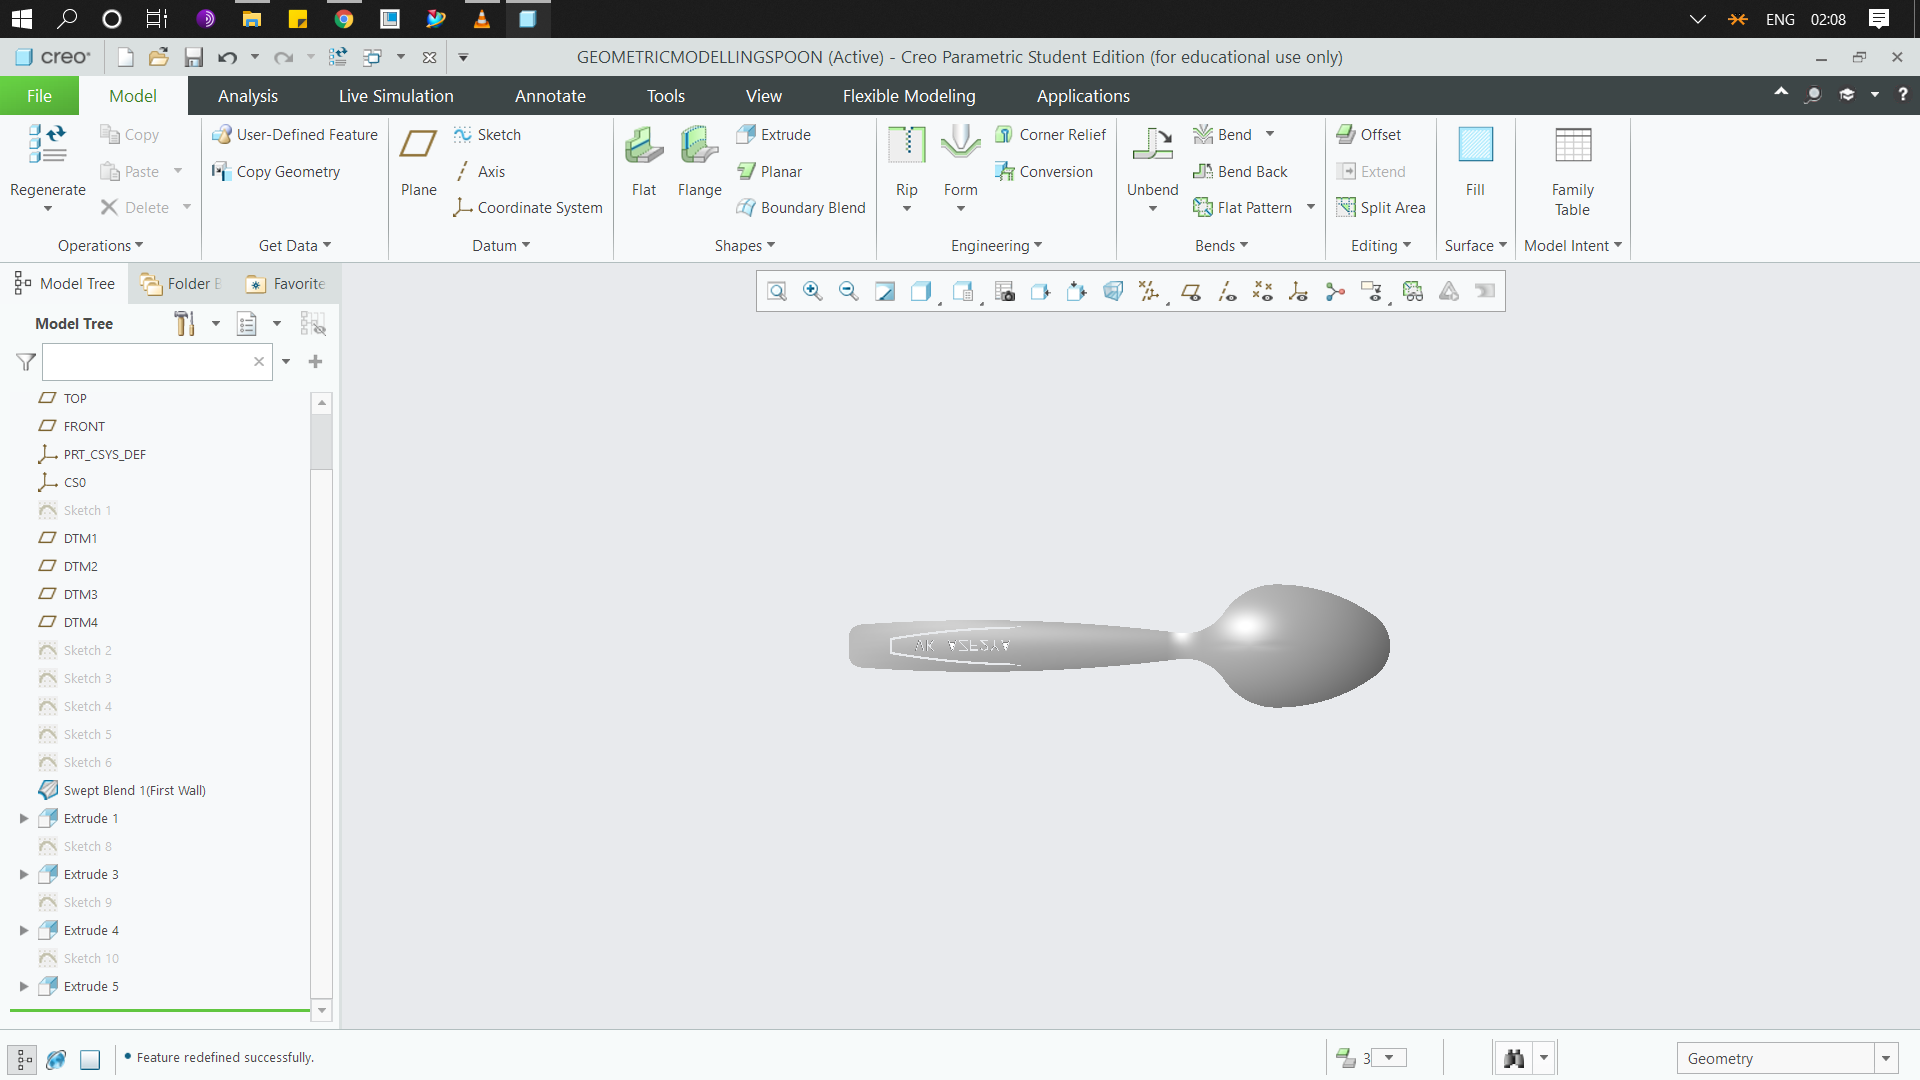 ENG 02:08
creo GEOMETRICMODELLINGSPOON (Active) - Creo Parametric Student Edition (for educational use only)
File Model Analysis Live Simulation Annotate Tools View Flexible Modeling Applications ?
Regenerate
Copy
Paste
Delete
Operations
User-Defined Feature
Copy Geometry
Get Data
Plane
Sketch
Axis
Coordinate System
Datum
Flat
Flange
Extrude
Planar
Boundary Blend
Shapes
Rip
Form
Corner Relief
Conversion
Engineering
Unbend
Bend
Bend Back
Flat Pattern
Bends
Offset
Extend
Split Area
Editing
Fill
Surface
Family
Table
Model Intent
Model Tree Folder Favorite
Model Tree
TOP
FRONT
PRT_CSYS_DEF
CS0
Sketch 1
DTM1
DTM2
DTM3
DTM4
Sketch 2
Sketch 3
Sketch 4
Sketch 5
Sketch 6
Swept Blend 1(First Wall)
Extrude 1
Sketch 8
Extrude 3
Sketch 9
Extrude 4
Sketch 10
Extrude 5
Feature redefined successfully.
3
Geometry